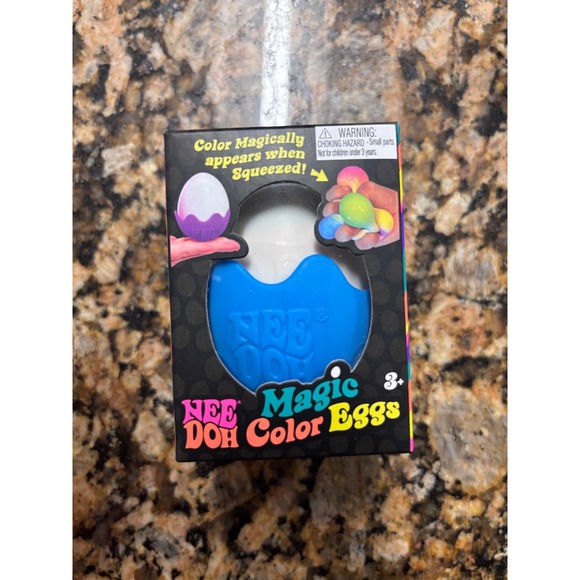 Color Magically
appears when
Squeezed!
⚠ WARNING:
CHOKING HAZARD - Small parts.
Not for children under 3 years.
NEE
DOH
NEE DOH®
Magic
Color Eggs
3+